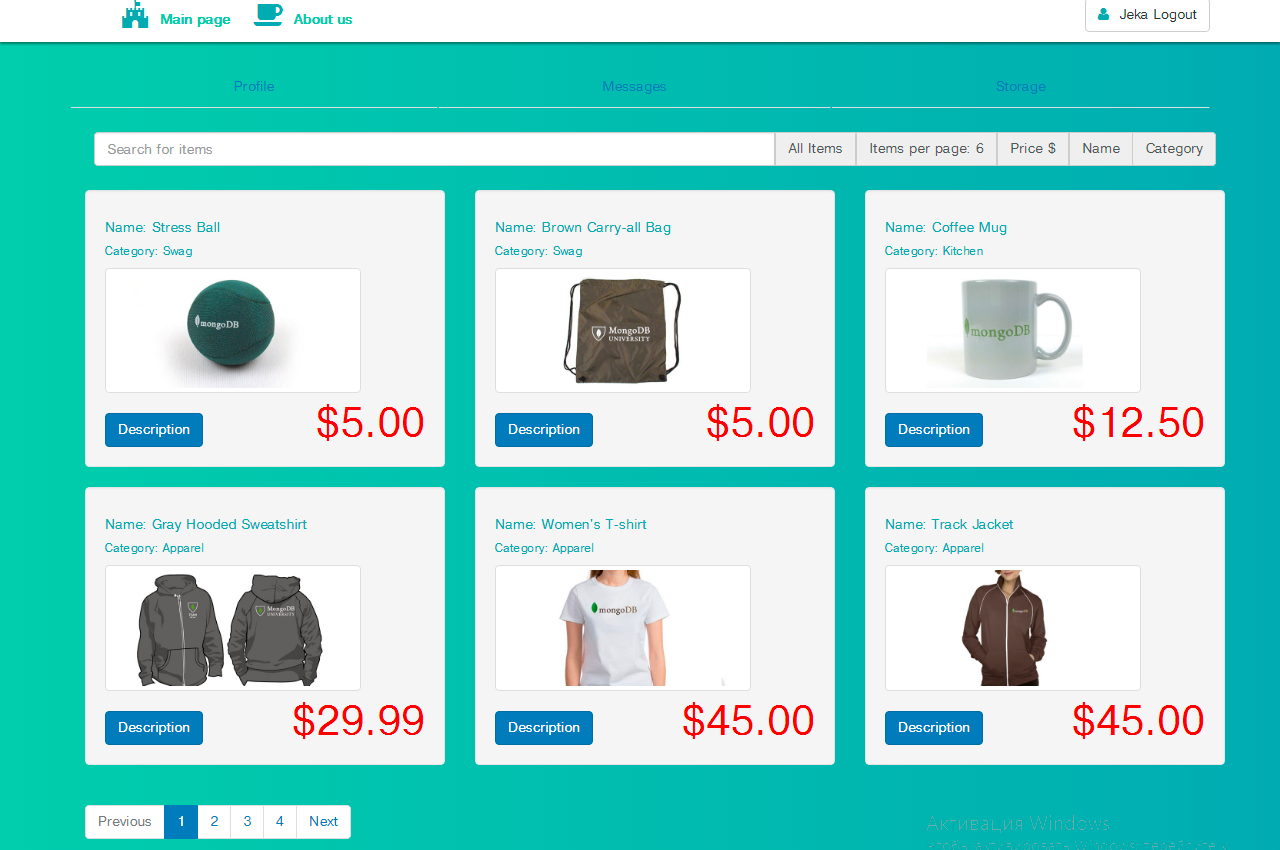 Main page About us Jeka Logout
Profile Messages Storage
Search for items All Items Items per page: 6 Price $ Name Category
Name: Stress Ball
Category: Swag
mongoDB
Description $5.00
Name: Brown Carry-all Bag
Category: Swag
MongoDB
UNIVERSITY
Description $5.00
Name: Coffee Mug
Category: Kitchen
mongoDB
Description $12.50
Name: Gray Hooded Sweatshirt
Category: Apparel
MongoDB
UNIVERSITY
Description $29.99
Name: Women's T-shirt
Category: Apparel
mongoDB
Description $45.00
Name: Track Jacket
Category: Apparel
mongoDB
Description $45.00
Previous 1 2 3 4 Next
Активация Windows